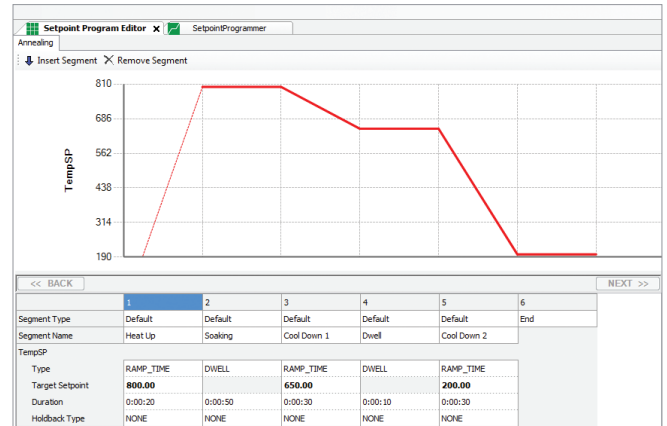 Setpoint Program Editor x SetpointProgrammer
Annealing
Insert Segment Remove Segment
810
686
562
438
314
190
TempSP
<< BACK NEXT >>
1 2 3 4 5 6
Segment Type Default Default Default Default Default End
Segment Name Heat Up Soaking Cool Down 1 Dwell Cool Down 2
TempSP
Type RAMP_TIME DWELL RAMP_TIME DWELL RAMP_TIME
Target Setpoint 800.00 650.00 200.00
Duration 0:00:20 0:00:50 0:00:30 0:00:10 0:00:30
Holdback Type NONE NONE NONE NONE NONE